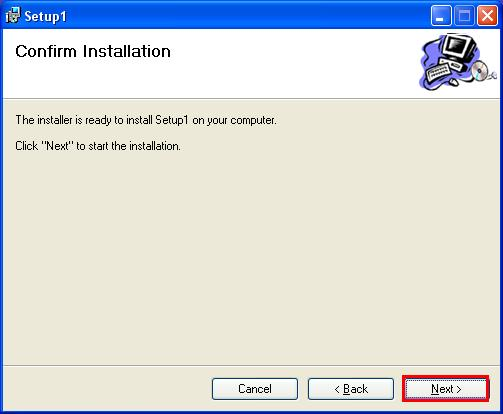 Setup1
Confirm Installation
The installer is ready to install Setup1 on your computer.
Click "Next" to start the installation.
Cancel
< Back
Next >